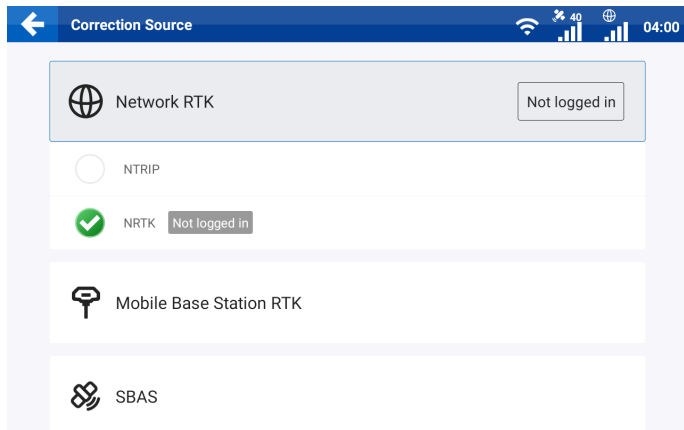 Correction Source
40
04:00
Network RTK
Not logged in
NTRIP
NRTK Not logged in
Mobile Base Station RTK
SBAS